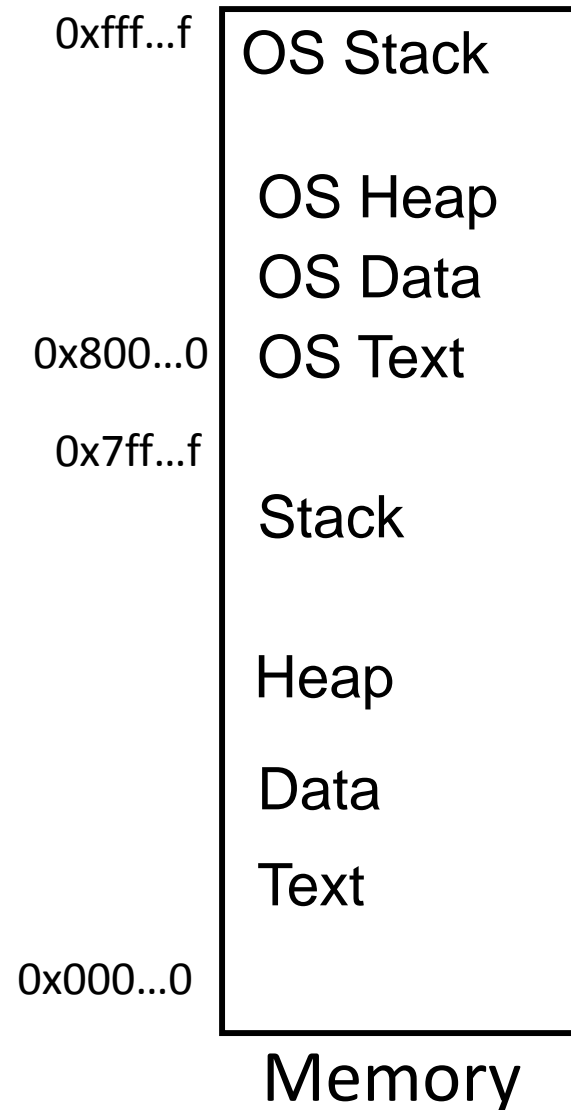 0xfff...f
OS Stack
OS Heap
OS Data
0x800...0 OS Text
0x7ff...f
Stack
Heap
Data
Text
0x000...0
Memory